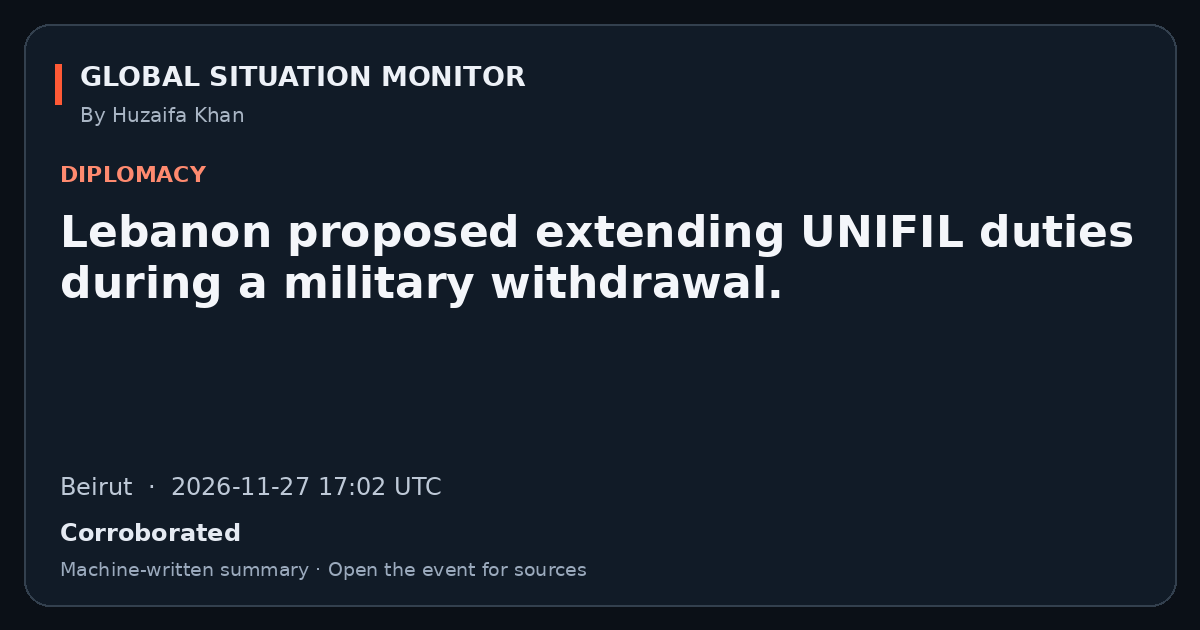 GLOBAL SITUATION MONITOR
By Huzaifa Khan
DIPLOMACY
Lebanon proposed extending UNIFIL duties
during a military withdrawal.
Beirut · 2026-11-27 17:02 UTC
Corroborated
Machine-written summary · Open the event for sources